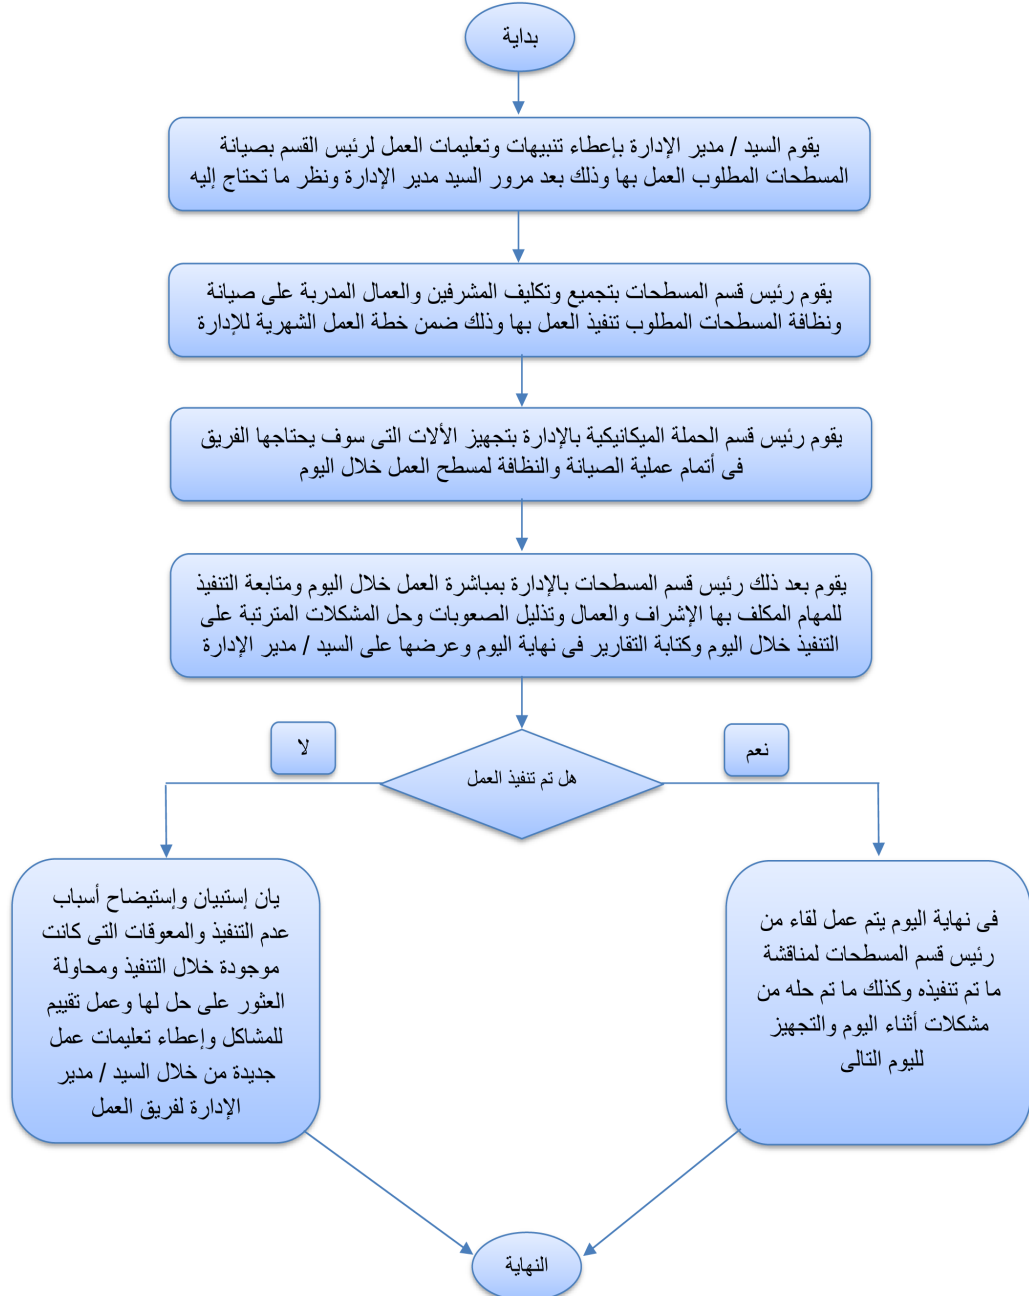 بداية
يقوم السيد / مدير الإدارة بإعطاء تنبيهات وتعليمات العمل لرئيس القسم بصيانة
المسطحات المطلوب العمل بها وذلك بعد مرور السيد مدير الإدارة ونظر ما تحتاج إليه
يقوم رئيس قسم المسطحات بتجميع وتكليف المشرفين والعمال المدربة على صيانة
ونظافة المسطحات المطلوب تنفيذ العمل بها وذلك ضمن خطة العمل الشهرية للإدارة
يقوم رئيس قسم الحملة الميكانيكية بالإدارة بتجهيز الألات التى سوف يحتاجها الفريق
فى أتمام عملية الصيانة والنظافة لمسطح العمل خلال اليوم
يقوم بعد ذلك رئيس قسم المسطحات بالإدارة بمباشرة العمل خلال اليوم ومتابعة التنفيذ
للمهام المكلف بها الإشراف والعمال وتذليل الصعوبات وحل المشكلات المترتبة على
التنفيذ خلال اليوم وكتابة التقارير فى نهاية اليوم وعرضها على السيد / مدير الإدارة
هل تم تنفيذ العمل
نعم
لا
فى نهاية اليوم يتم عمل لقاء من
رئيس قسم المسطحات لمناقشة
ما تم تنفيذه وكذلك ما تم حله من
مشكلات أثناء اليوم والتجهيز
لليوم التالى
يان إستبيان وإستيضاح أسباب
عدم التنفيذ والمعوقات التى كانت
موجودة خلال التنفيذ ومحاولة
العثور على حل لها وعمل تقييم
للمشاكل وإعطاء تعليمات عمل
جديدة من خلال السيد / مدير
الإدارة لفريق العمل
النهاية